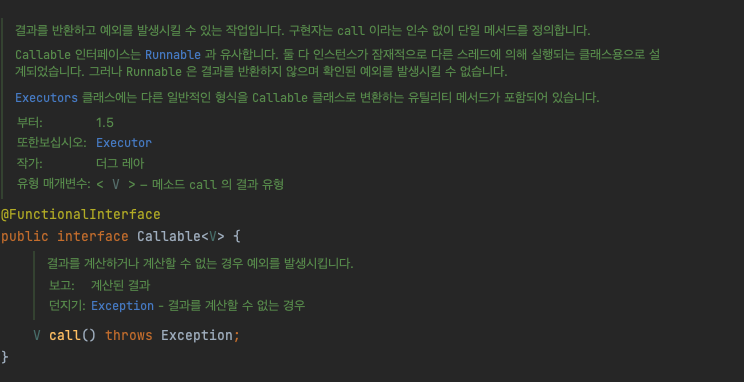 결과를 반환하고 예외를 발생시킬 수 있는 작업입니다. 구현자는 call 이라는 인수 없이 단일 메서드를 정의합니다.
Callable 인터페이스는 Runnable 과 유사합니다. 둘 다 인스턴스가 잠재적으로 다른 스레드에 의해 실행되는 클래스용으로 설
계되었습니다. 그러나 Runnable 은 결과를 반환하지 않으며 확인된 예외를 발생시킬 수 없습니다.
Executors 클래스에는 다른 일반적인 형식을 Callable 클래스로 변환하는 유틸리티 메서드가 포함되어 있습니다.
부터: 1.5
또한보십시오: Executor
작가: 더그 레아
유형 매개변수: < V > – 메소드 call 의 결과 유형
@FunctionalInterface
public interface Callable<V> {
결과를 계산하거나 계산할 수 없는 경우 예외를 발생시킵니다.
보고: 계산된 결과
던지기: Exception - 결과를 계산할 수 없는 경우
V call() throws Exception;
}